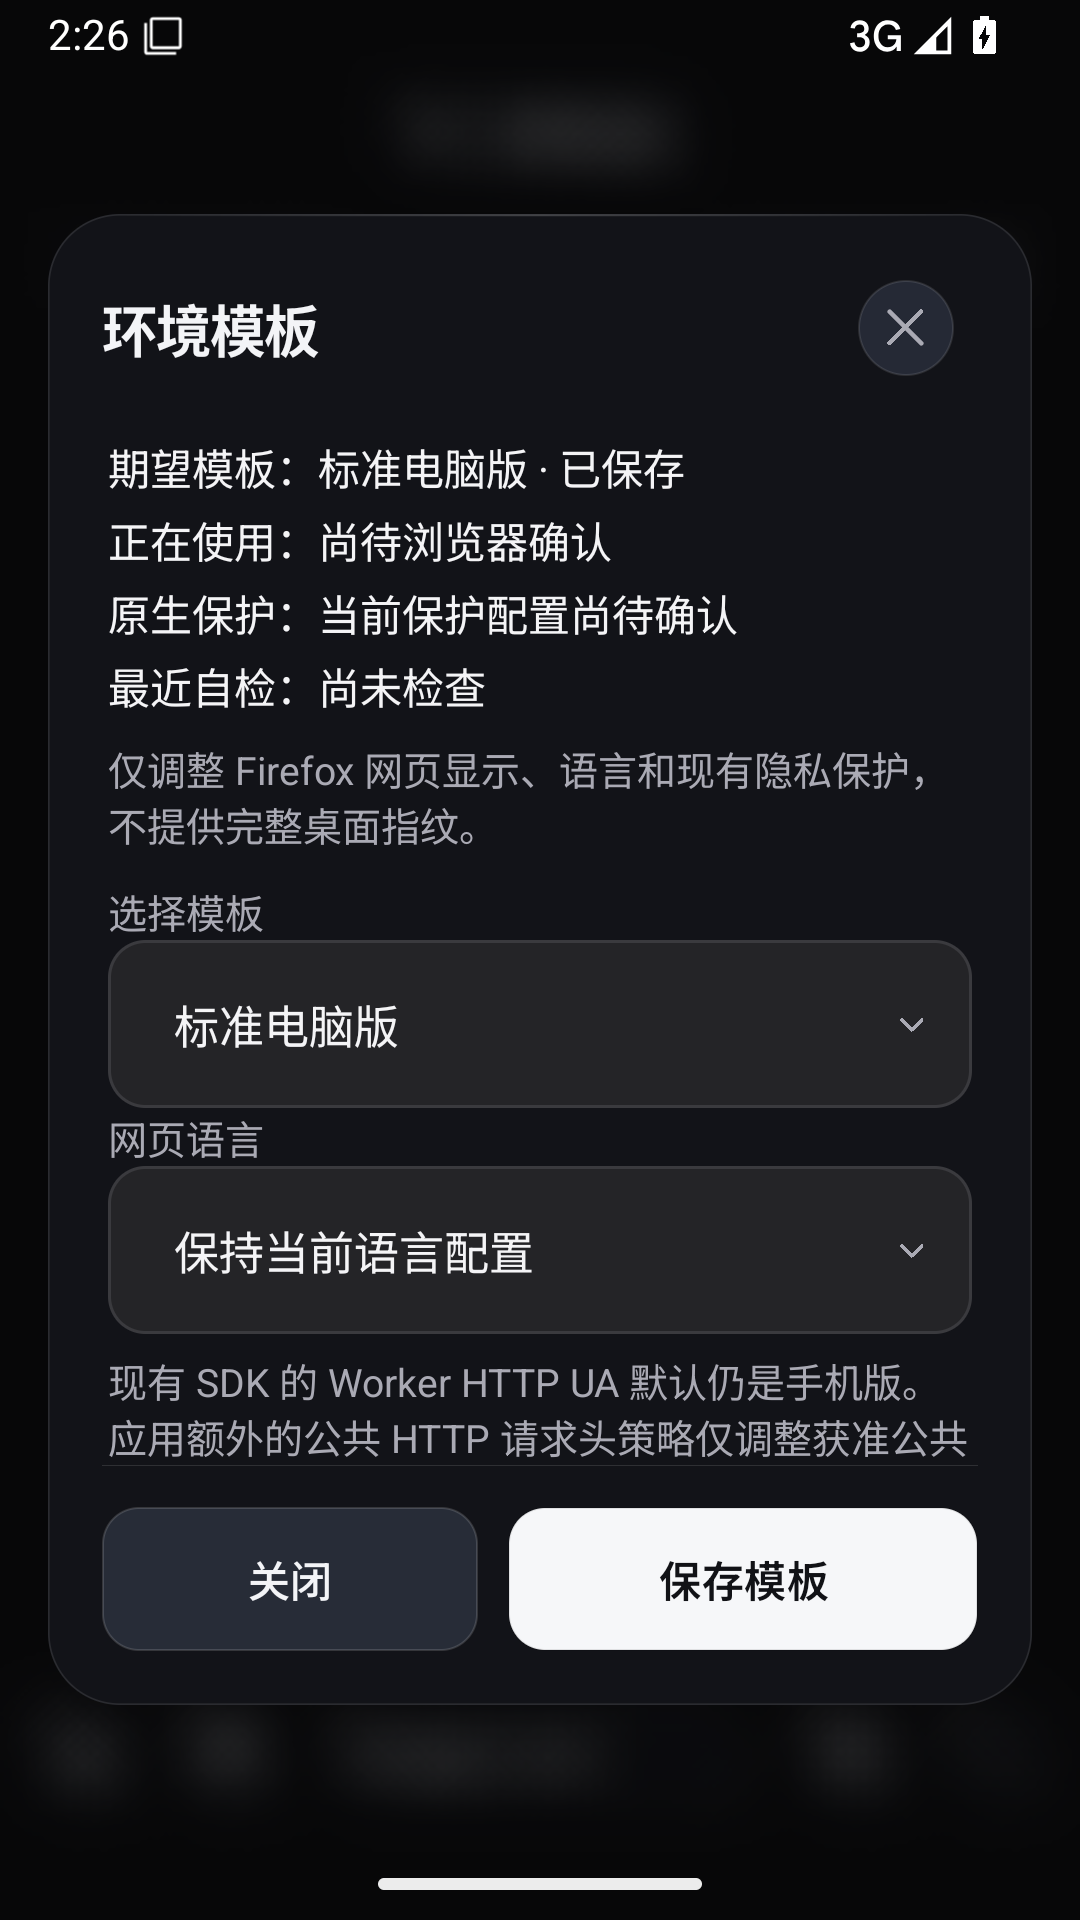 2:26
3G
环境模板
期望模板：标准电脑版 · 已保存
正在使用：尚待浏览器确认
原生保护：当前保护配置尚待确认
最近自检：尚未检查
仅调整 Firefox 网页显示、语言和现有隐私保护，
不提供完整桌面指纹。
选择模板
标准电脑版
网页语言
保持当前语言配置
现有 SDK 的 Worker HTTP UA 默认仍是手机版。
应用额外的公共 HTTP 请求头策略仅调整获准公共
关闭
保存模板